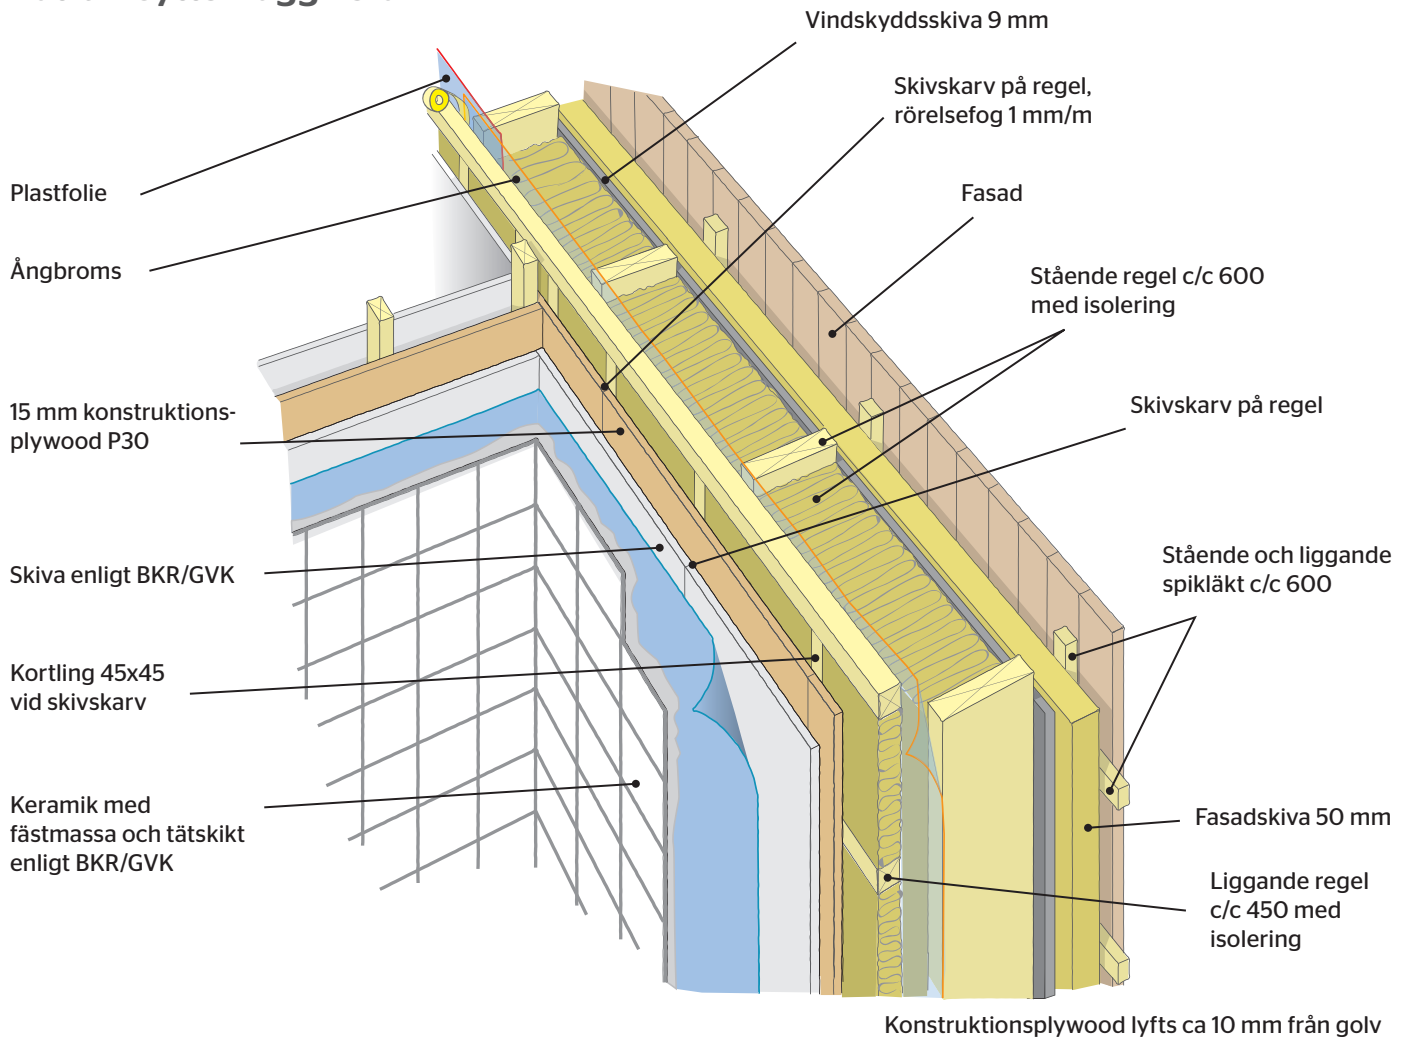 Vindskyddsskiva 9 mm
Skivskarv på regel,
rörelsefog 1 mm/m
Plastfolie
Fasad
Ångbroms
Stående regel c/c 600
med isolering
15 mm konstruktions-
plywood P30
Skivskarv på regel
Skiva enligt BKR/GVK
Stående och liggande
spikläkt c/c 600
Kortling 45x45
vid skivskarv
Keramik med
fästmassa och tätskikt
enligt BKR/GVK
Fasadskiva 50 mm
Liggande regel
c/c 450 med
isolering
Konstruktionsplywood lyfts ca 10 mm från golv